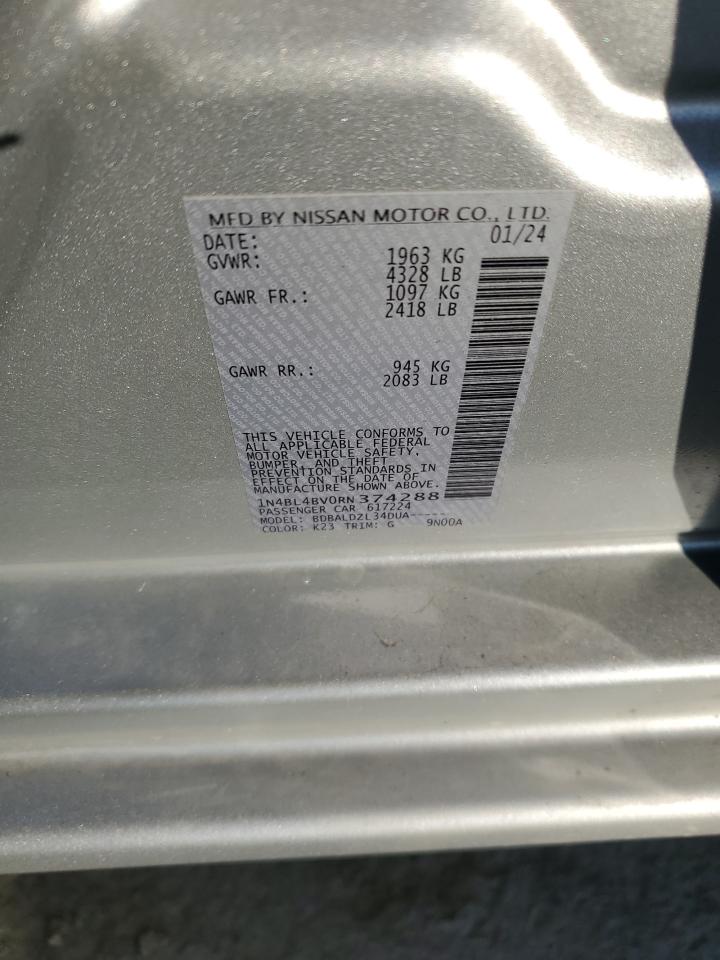 MFD BY NISSAN MOTOR CO., LTD.
DATE: 01/24
GVWR: 1963 KG
4328 LB
GAWR FR.: 1097 KG
2418 LB
GAWR RR.: 945 KG
2083 LB
THIS VEHICLE CONFORMS TO
ALL APPLICABLE FEDERAL
MOTOR VEHICLE SAFETY,
BUMPER, AND THEFT
PREVENTION STANDARDS IN
EFFECT ON THE DATE OF
MANUFACTURE SHOWN ABOVE.
1N4BL4BV0RN374288
PASSENGER CAR 617224
MODEL: BDBALDZL34DUA-----
COLOR: K23 TRIM: G 9N00A